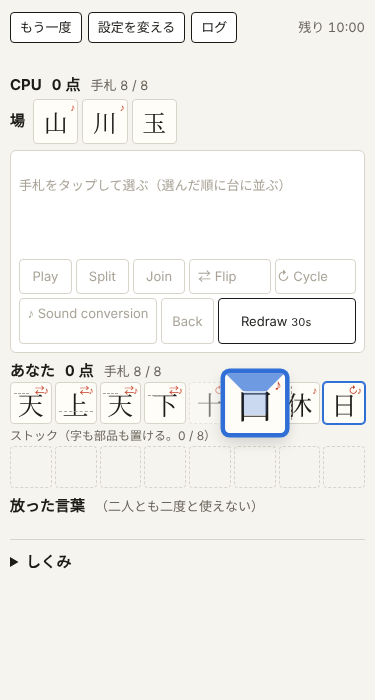 もう一度 設定を変える ログ 残り 10:00
CPU 0 点 手札 8 / 8
場 山♪ 川♪ 玉
手札をタップして選ぶ（選んだ順に台に並ぶ）
Play Split Join ⇄ Flip ↻ Cycle
♪ Sound conversion Back Redraw 30s
あなた 0 点 手札 8 / 8
天⇄♪ 上⇄♪ 天⇄♪ 下⇄♪ 十 休♪ 日↻♪
ストック（字も部品も置ける。0 / 8）
放った言葉 （二人とも二度と使えない）
▶ しくみ